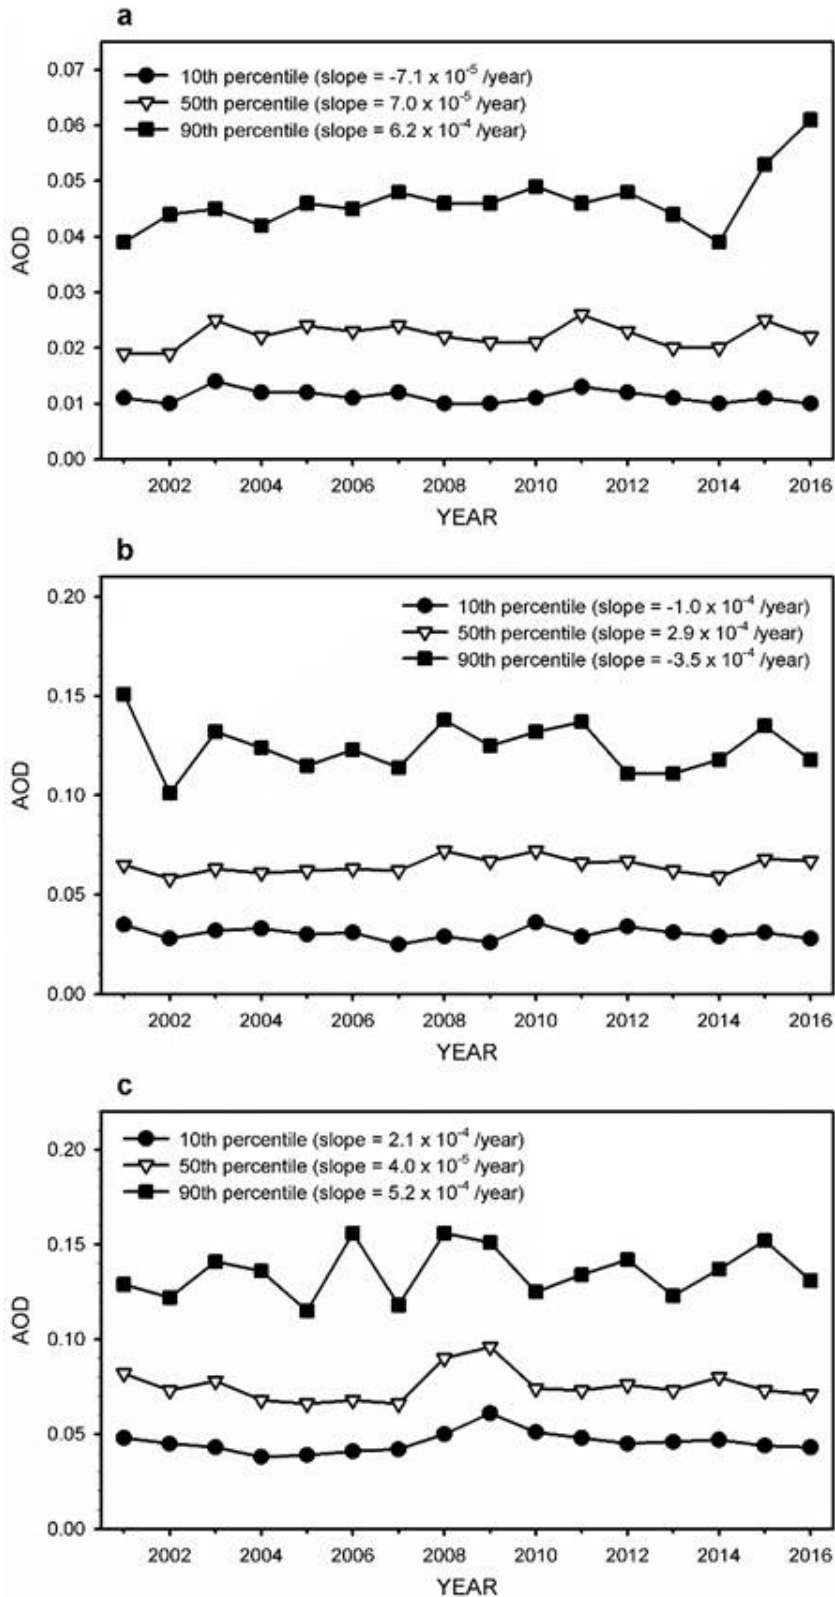 a
0.07
0.06
0.05
0.04
0.03
0.02
0.01
0.00
AOD
10th percentile (slope = -7.1 x 10⁻⁵ /year)
50th percentile (slope = 7.0 x 10⁻⁵ /year)
90th percentile (slope = 6.2 x 10⁻⁴ /year)
2002 2004 2006 2008 2010 2012 2014 2016
YEAR
b
0.20
0.15
0.10
0.05
0.00
AOD
10th percentile (slope = -1.0 x 10⁻⁴ /year)
50th percentile (slope = 2.9 x 10⁻⁴ /year)
90th percentile (slope = -3.5 x 10⁻⁴ /year)
2002 2004 2006 2008 2010 2012 2014 2016
YEAR
c
0.20
0.15
0.10
0.05
0.00
AOD
10th percentile (slope = 2.1 x 10⁻⁴ /year)
50th percentile (slope = 4.0 x 10⁻⁵ /year)
90th percentile (slope = 5.2 x 10⁻⁴ /year)
2002 2004 2006 2008 2010 2012 2014 2016
YEAR